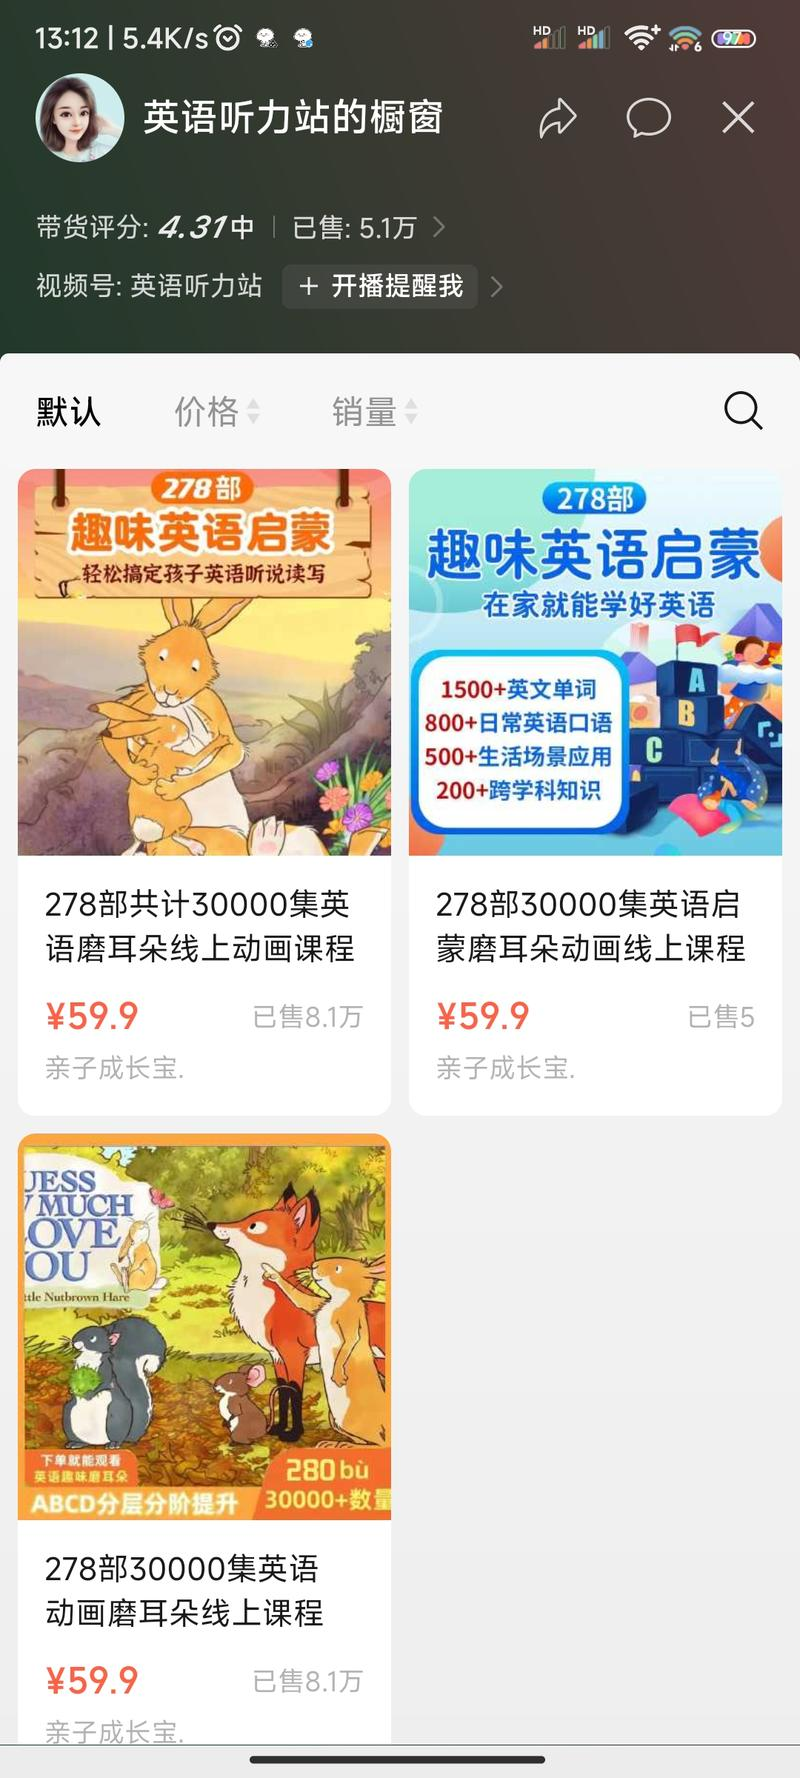 13:12 | 5.4K/s
HD HD 6 97
英语听力站的橱窗
带货评分: 4.31中 已售: 5.1万
视频号: 英语听力站 + 开播提醒我
默认 价格 销量
278部
趣味英语启蒙
轻松搞定孩子英语听说读写
278部共计30000集英
语磨耳朵线上动画课程
¥59.9 已售8.1万
亲子成长宝.
278部
趣味英语启蒙
在家就能学好英语
1500+英文单词
800+日常英语口语
500+生活场景应用
200+跨学科知识
A
B
C
278部30000集英语启
蒙磨耳朵动画线上课程
¥59.9 已售5
亲子成长宝.
UESS
MUCH
OVE
OU
ttle Nutbrown Hare
下单就能观看
英语趣味磨耳朵
ABCD分层分阶提升
280bù
30000+数量
278部30000集英语
动画磨耳朵线上课程
¥59.9 已售8.1万
亲子成长宝.